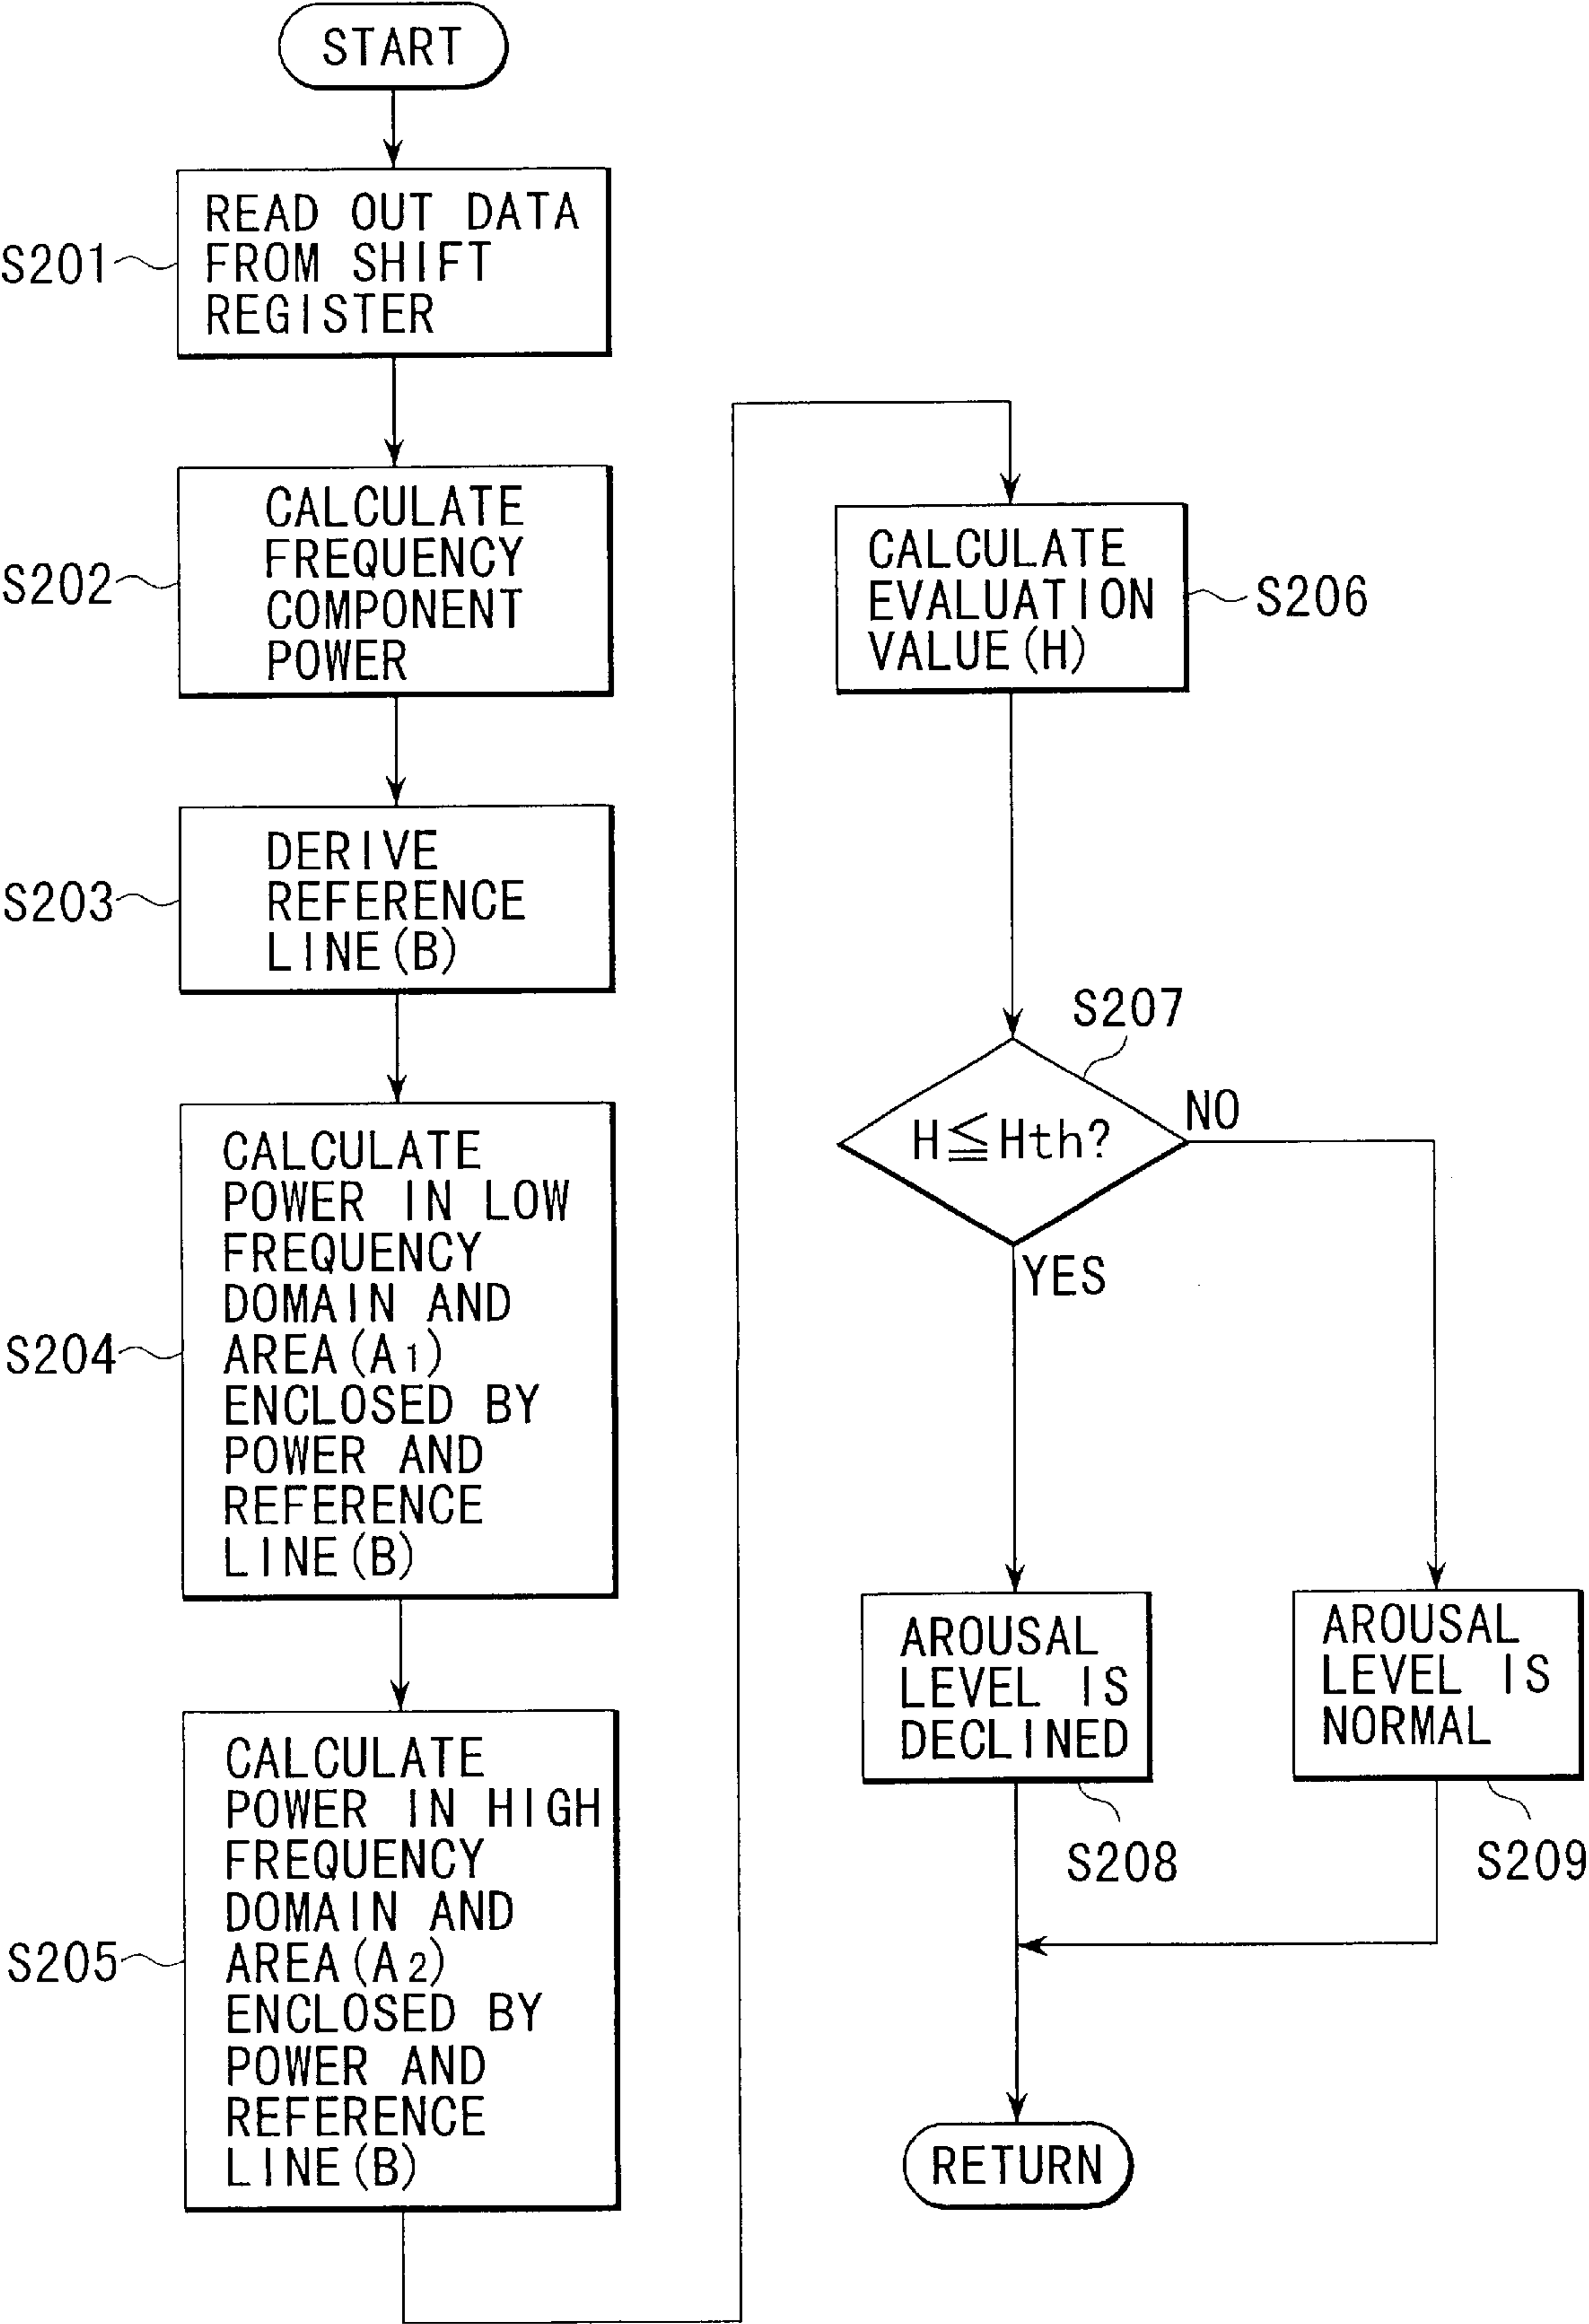 START
S201
READ OUT DATA
FROM SHIFT
REGISTER
S202
CALCULATE
FREQUENCY
COMPONENT
POWER
S203
DERIVE
REFERENCE
LINE(B)
S204
CALCULATE
POWER IN LOW
FREQUENCY
DOMAIN AND
AREA(A1)
ENCLOSED BY
POWER AND
REFERENCE
LINE(B)
S205
CALCULATE
POWER IN HIGH
FREQUENCY
DOMAIN AND
AREA(A2)
ENCLOSED BY
POWER AND
REFERENCE
LINE(B)
CALCULATE
EVALUATION
VALUE(H)
S206
S207
H≦Hth?
NO
YES
AROUSAL
LEVEL IS
DECLINED
S208
AROUSAL
LEVEL IS
NORMAL
S209
RETURN